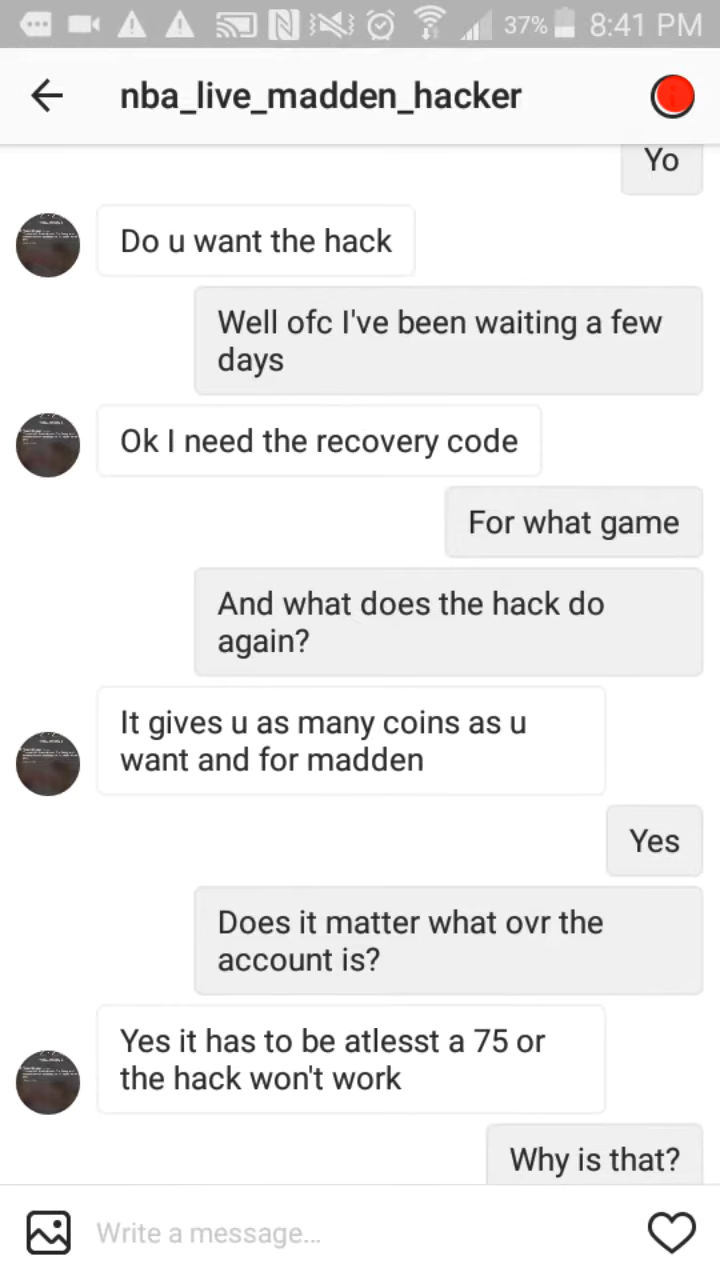 37% 8:41 PM
nba_live_madden_hacker
Yo
Do u want the hack
Well ofc I've been waiting a few
days
Ok I need the recovery code
For what game
And what does the hack do
again?
It gives u as many coins as u
want and for madden
Yes
Does it matter what ovr the
account is?
Yes it has to be atlesst a 75 or
the hack won't work
Why is that?
Write a message...